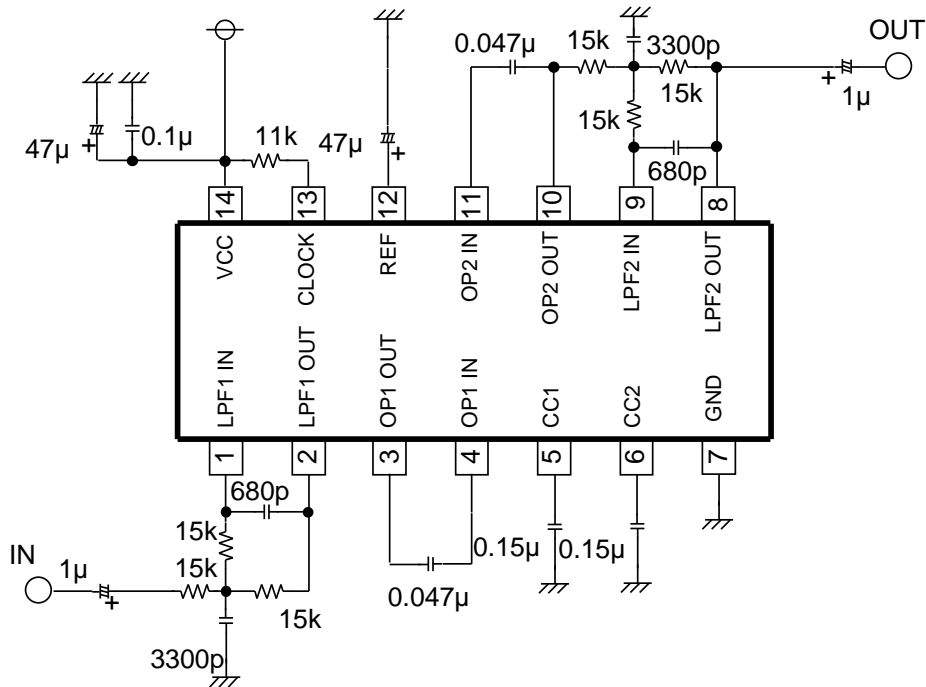 OUT
0.047μ
15k
3300p
15k
1μ
+
15k
680p
47μ
+
0.1μ
11k
47μ
+
14
13
12
11
10
9
8
VCC
CLOCK
REF
OP2 IN
OP2 OUT
LPF2 IN
LPF2 OUT
LPF1 IN
LPF1 OUT
OP1 OUT
OP1 IN
CC1
CC2
GND
1
2
3
4
5
6
7
680p
15k
IN
1μ
+
15k
15k
3300p
0.047μ
0.15μ
0.15μ